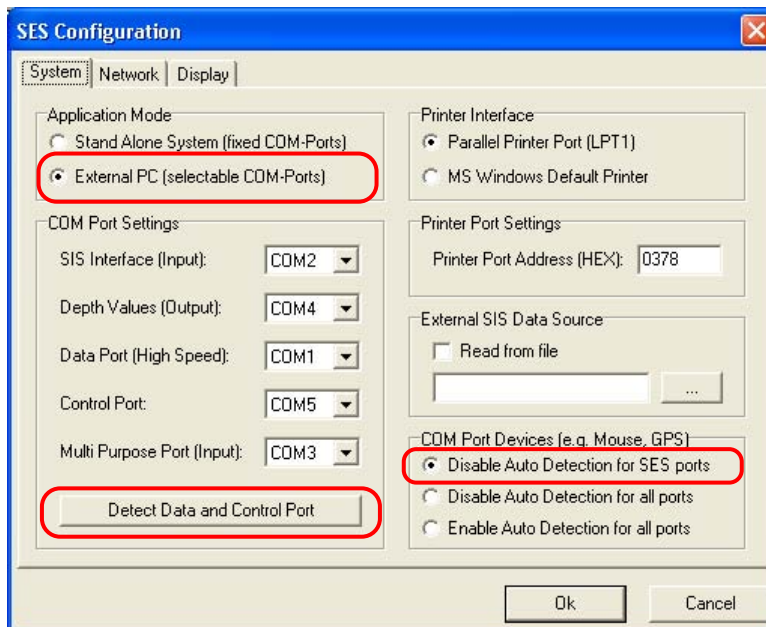 SES Configuration
System Network Display
Application Mode
Stand Alone System (fixed COM-Ports)
External PC (selectable COM-Ports)
COM Port Settings
SIS Interface (Input): COM2
Depth Values (Output): COM4
Data Port (High Speed): COM1
Control Port: COM5
Multi Purpose Port (Input): COM3
Detect Data and Control Port
Printer Interface
Parallel Printer Port (LPT1)
MS Windows Default Printer
Printer Port Settings
Printer Port Address (HEX): 0378
External SIS Data Source
Read from file
...
COM Port Devices (e.g. Mouse, GPS)
Disable Auto Detection for SES ports
Disable Auto Detection for all ports
Enable Auto Detection for all ports
Ok Cancel